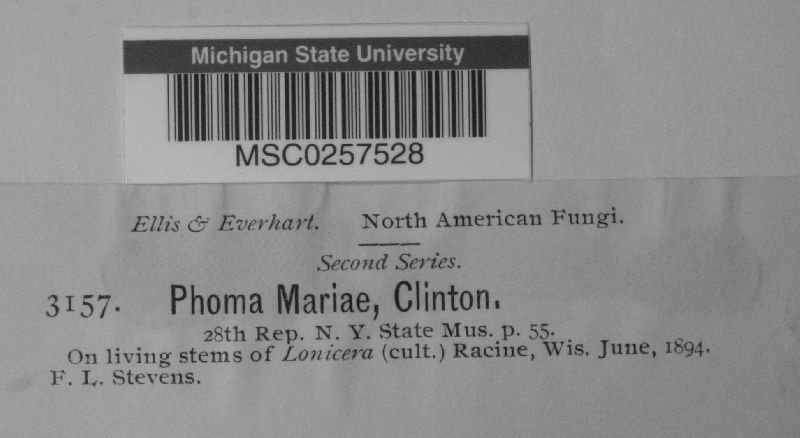 Michigan State University
MSC0257528
Ellis & Everhart. North American Fungi.
Second Series.
3157. Phoma Mariae, Clinton.
28th Rep. N. Y. State Mus. p. 55.
On living stems of Lonicera (cult.) Racine, Wis. June, 1894.
F. L. Stevens.